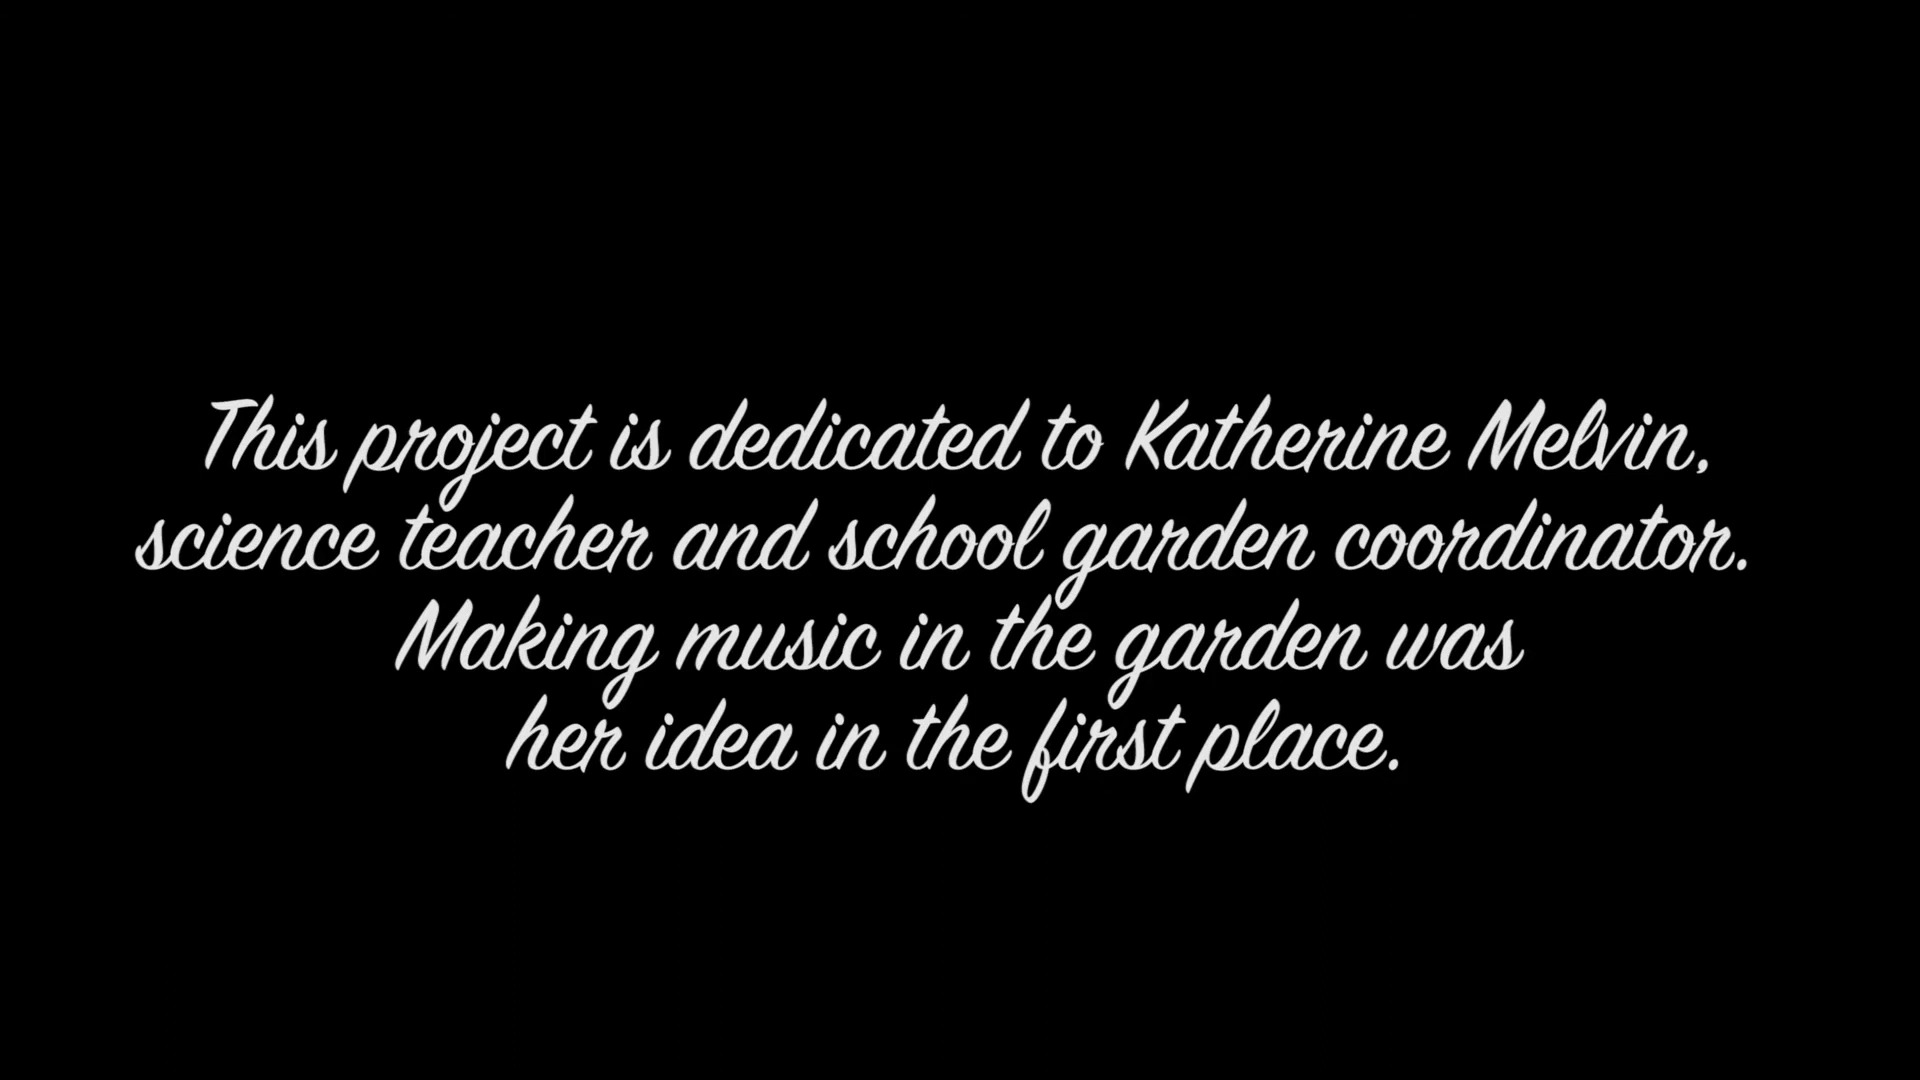 This project is dedicated to Katherine Melvin,
science teacher and school garden coordinator.
Making music in the garden was
her idea in the first place.